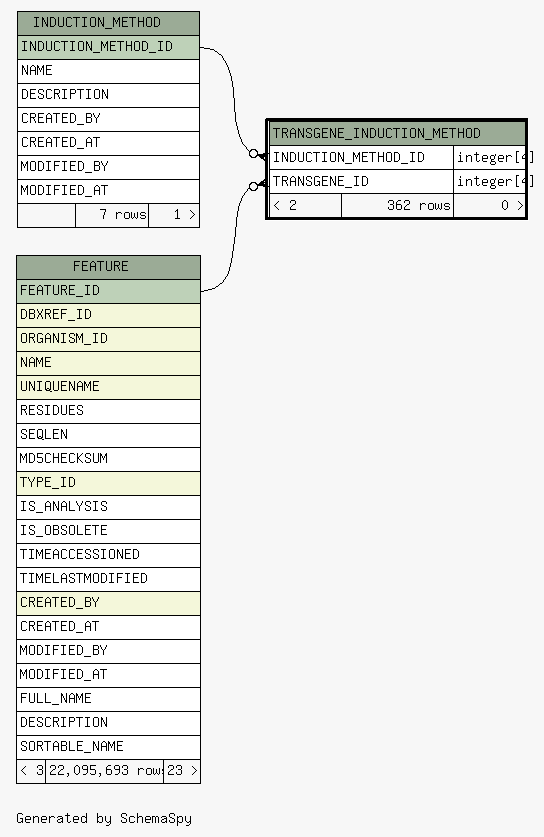 INDUCTION_METHOD
INDUCTION_METHOD_ID
NAME
DESCRIPTION
CREATED_BY
CREATED_AT
MODIFIED_BY
MODIFIED_AT
7 rows 1 >
TRANSGENE_INDUCTION_METHOD
INDUCTION_METHOD_ID integer[4]
TRANSGENE_ID integer[4]
< 2 362 rows 0 >
FEATURE
FEATURE_ID
DBXREF_ID
ORGANISM_ID
NAME
UNIQUENAME
RESIDUES
SEQLEN
MD5CHECKSUM
TYPE_ID
IS_ANALYSIS
IS_OBSOLETE
TIMEACCESSIONED
TIMELASTMODIFIED
CREATED_BY
CREATED_AT
MODIFIED_BY
MODIFIED_AT
FULL_NAME
DESCRIPTION
SORTABLE_NAME
< 3 22,095,693 rows 23 >
Generated by SchemaSpy